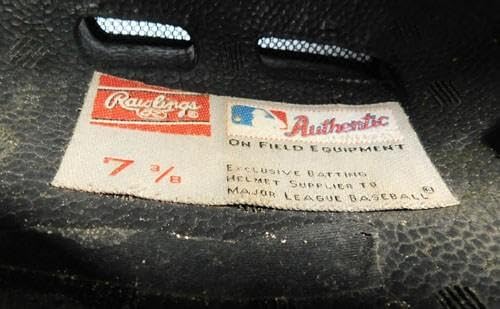 Rawlings ®
7 3/8
Authentic
ON FIELD EQUIPMENT
EXCLUSIVE BATTING
HELMET SUPPLIER TO
MAJOR LEAGUE BASEBALL®